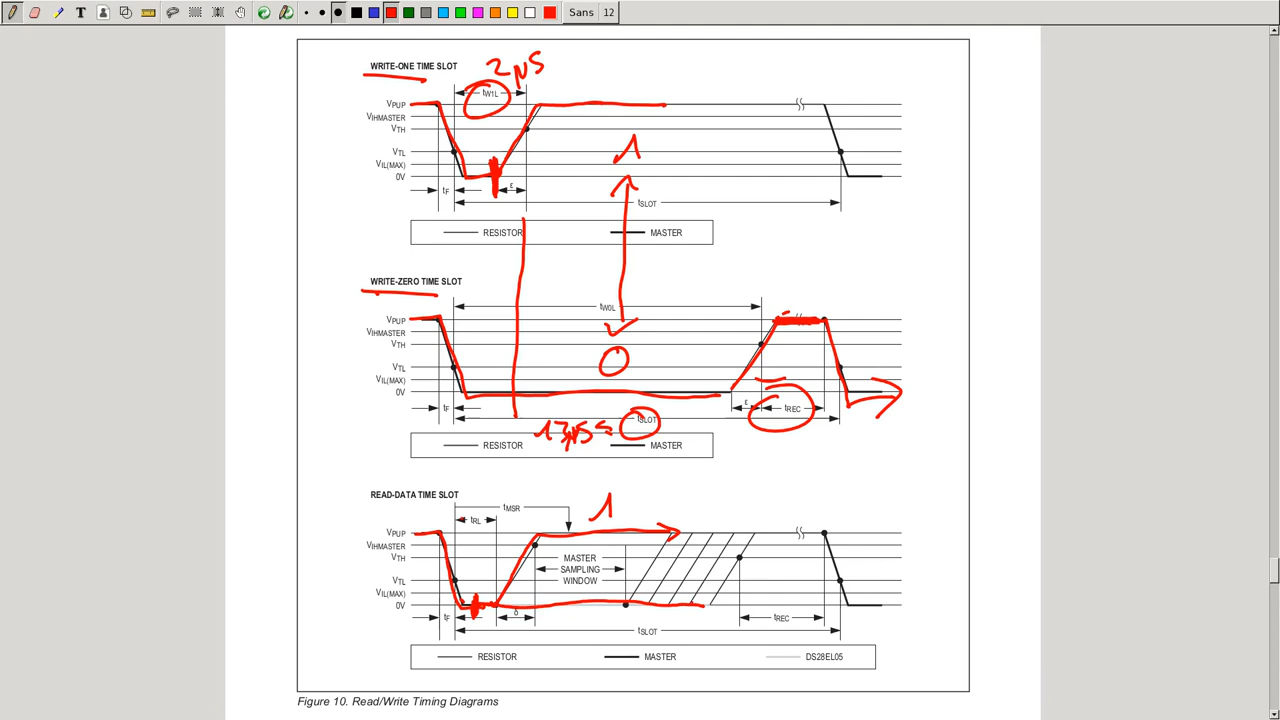 Sans 12
WRITE-ONE TIME SLOT
2 µS
tW1L
VPUP
VIHMASTER
VTH
VTL
VIL(MAX)
0V
1
tF
ε
tSLOT
RESISTOR
MASTER
WRITE-ZERO TIME SLOT
tW0L
VPUP
VIHMASTER
VTH
VTL
VIL(MAX)
0V
0
tF
ε
tREC
tSLOT
RESISTOR
MASTER
READ-DATA TIME SLOT
tMSR
tRL
1
VPUP
VIHMASTER
VTH
VTL
VIL(MAX)
0V
MASTER
SAMPLING
WINDOW
tF
δ
tREC
tSLOT
RESISTOR
MASTER
DS28EL05
Figure 10. Read/Write Timing Diagrams